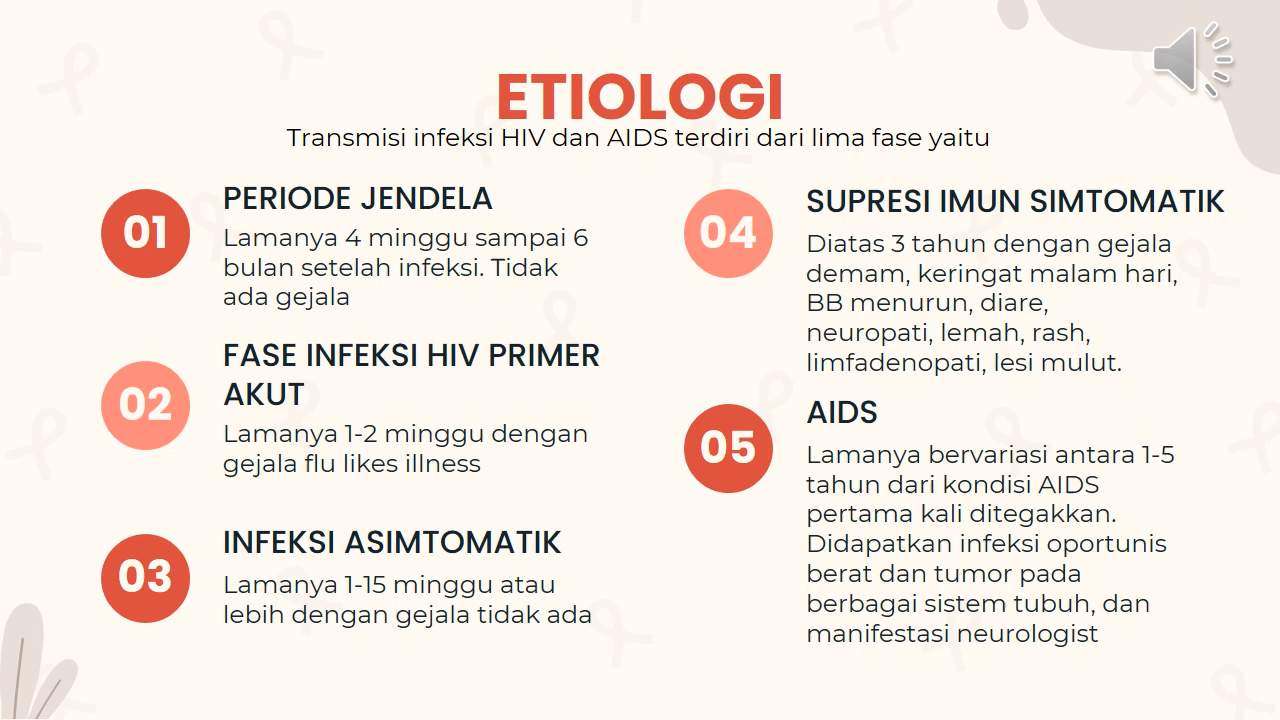 ETIOLOGI
Transmisi infeksi HIV dan AIDS terdiri dari lima fase yaitu
01
PERIODE JENDELA
Lamanya 4 minggu sampai 6
bulan setelah infeksi. Tidak
ada gejala
02
FASE INFEKSI HIV PRIMER
AKUT
Lamanya 1-2 minggu dengan
gejala flu likes illness
03
INFEKSI ASIMTOMATIK
Lamanya 1-15 minggu atau
lebih dengan gejala tidak ada
04
SUPRESI IMUN SIMTOMATIK
Diatas 3 tahun dengan gejala
demam, keringat malam hari,
BB menurun, diare,
neuropati, lemah, rash,
limfadenopati, lesi mulut.
05
AIDS
Lamanya bervariasi antara 1-5
tahun dari kondisi AIDS
pertama kali ditegakkan.
Didapatkan infeksi oportunis
berat dan tumor pada
berbagai sistem tubuh, dan
manifestasi neurologist